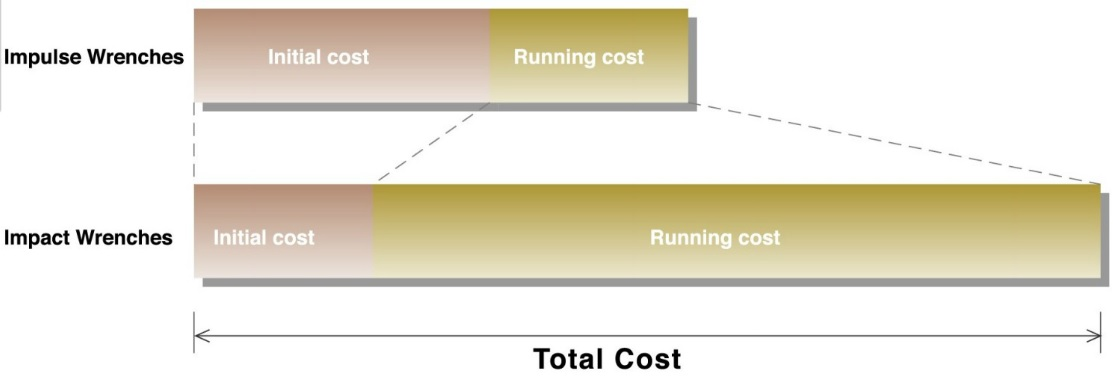 Impulse Wrenches Initial cost Running cost
Impact Wrenches Initial cost Running cost
Total Cost